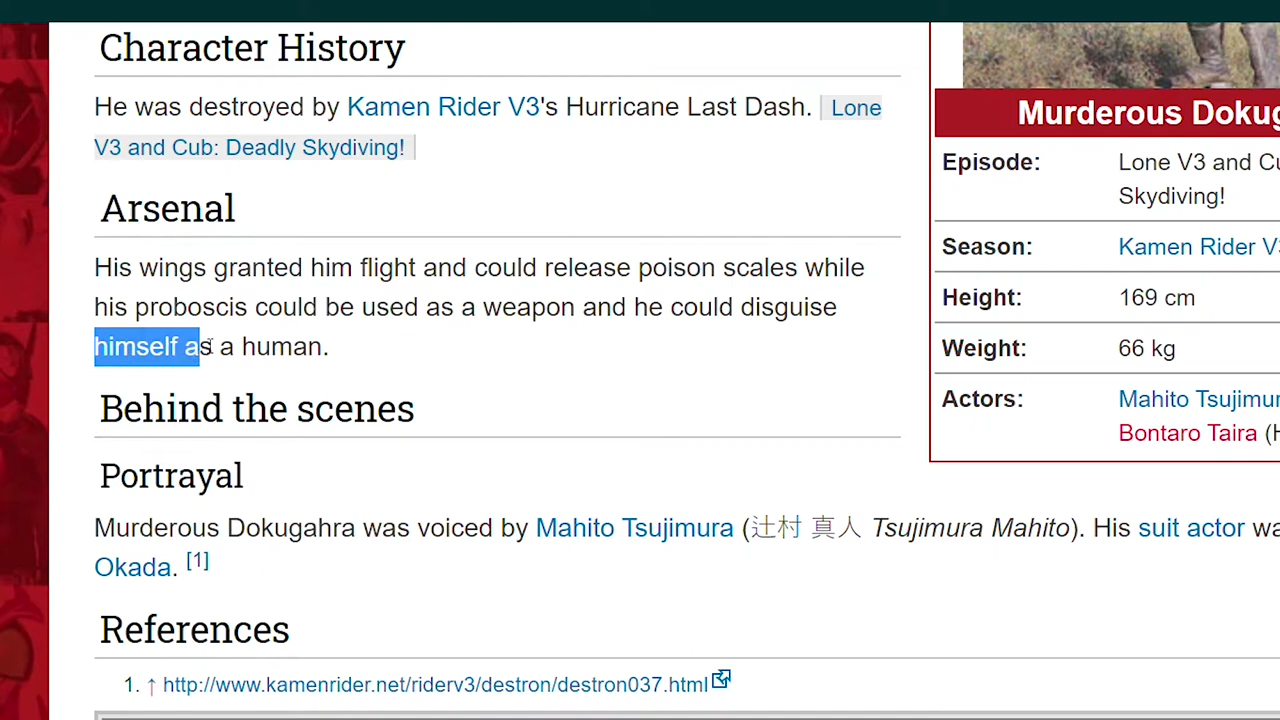 Character History
He was destroyed by Kamen Rider V3's Hurricane Last Dash. Lone
V3 and Cub: Deadly Skydiving!
Arsenal
His wings granted him flight and could release poison scales while
his proboscis could be used as a weapon and he could disguise
himself as a human.
Behind the scenes
Portrayal
Murderous Dokugahra was voiced by Mahito Tsujimura (辻村 真人 Tsujimura Mahito). His suit actor
Okada. [1]
References
1. ↑ http://www.kamenrider.net/riderv3/destron/destron037.html
Murderous
Episode: Lone V3 and
Skydiving!
Season: Kamen Rider
Height: 169 cm
Weight: 66 kg
Actors: Mahito
Bontaro Taira